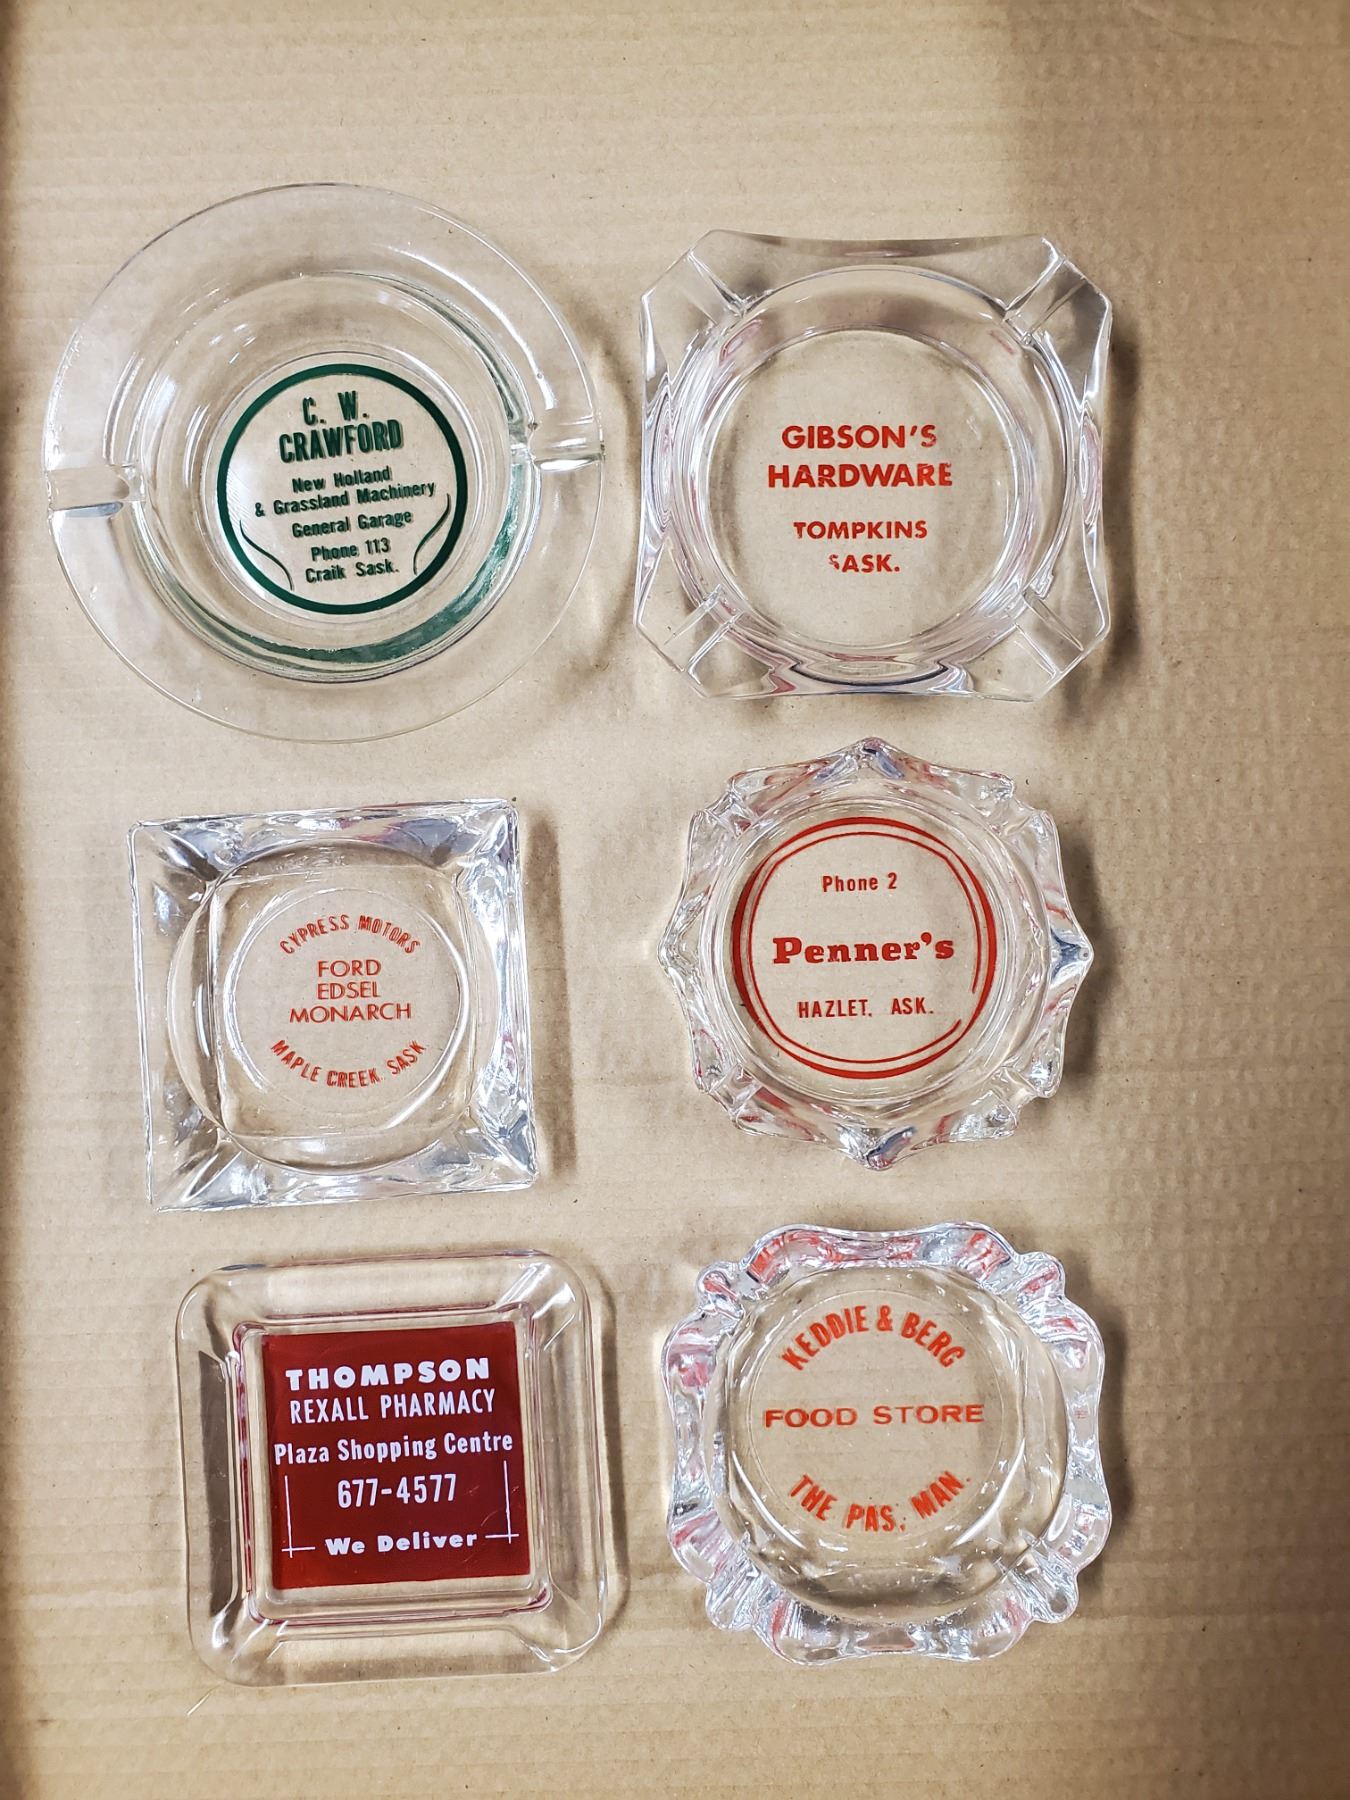 C. W.
CRAWFORD
New Holland
& Grassland Machinery
General Garage
Phone 113
Craik Sask.
GIBSON'S
HARDWARE
TOMPKINS
SASK.
CYPRESS MOTORS
FORD
EDSEL
MONARCH
MAPLE CREEK, SASK
Phone 2
Penner's
HAZLET, ASK.
THOMPSON
REXALL PHARMACY
Plaza Shopping Centre
677-4577
We Deliver
KEDDIE & BERG
FOOD STORE
THE PAS, MAN.